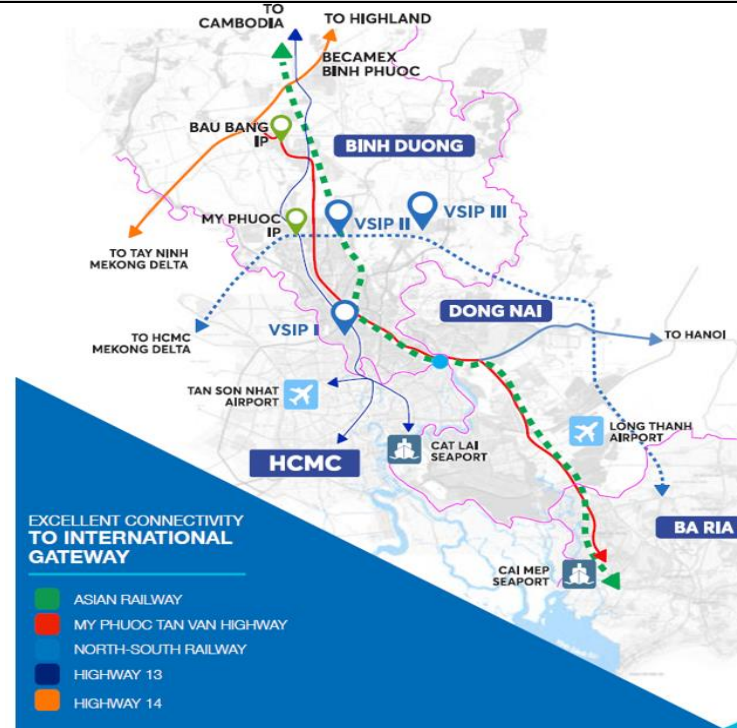 TO
CAMBODIA
TO HIGHLAND
BECAMEX
BINH PHUOC
BAU BANG
IP
BINH DUONG
MY PHUOC
IP
VSIP II
VSIP III
TO TAY NINH
MEKONG DELTA
DONG NAI
VSIP I
TO HCMC
MEKONG DELTA
TO HANOI
TAN SON NHAT
AIRPORT
LONG THANH
AIRPORT
CAT LAI
SEAPORT
HCMC
BA RIA
CAI MEP
SEAPORT
EXCELLENT CONNECTIVITY
TO INTERNATIONAL
GATEWAY
ASIAN RAILWAY
MY PHUOC TAN VAN HIGHWAY
NORTH-SOUTH RAILWAY
HIGHWAY 13
HIGHWAY 14